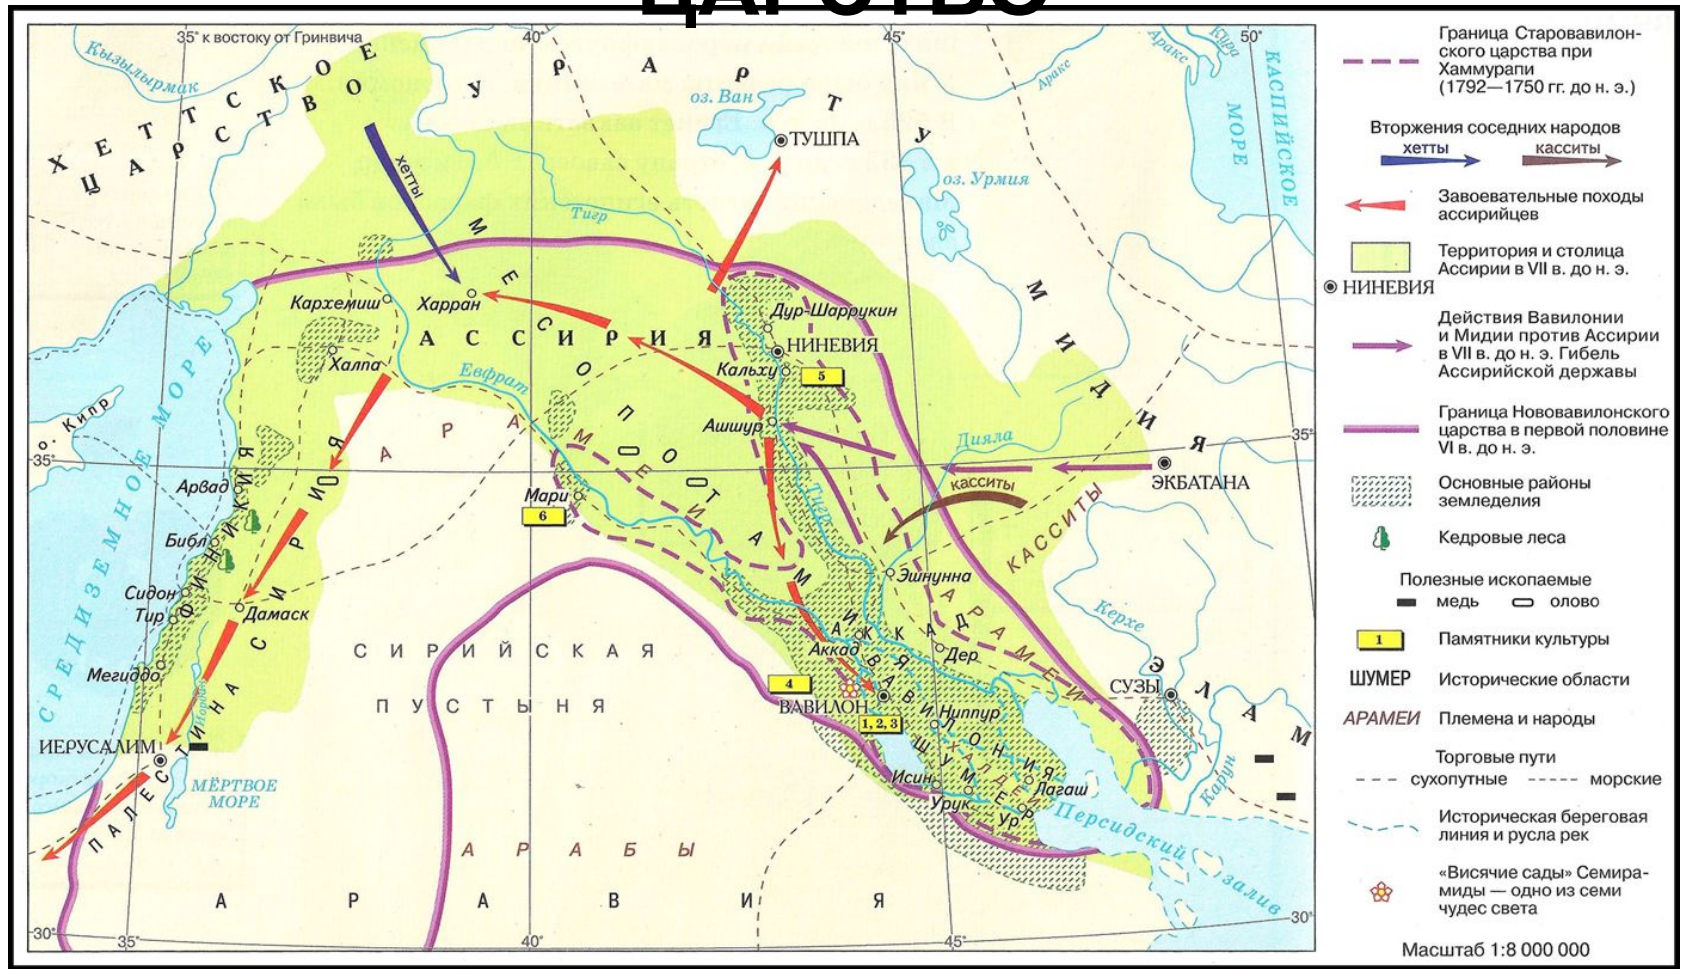 ЦАРСТВО
35° к востоку от Гринвича
40°
45°
50°
Кызылырмак
ХЕТТСКОЕ
ЦАРСТВО
УРАРТУ
оз. Ван
ТУШПА
Аракс
Аракс
Кура
КАСПИЙСКОЕ
МОРЕ
оз. Урмия
хетты
Тигр
МЕСОПОТАМИЯ
МИДИЯ
Кархемиш
Харран
Дур-Шаррукин
АССИРИЯ
НИНЕВИЯ
Халпа
Евфрат
Кальху
5
о. Кипр
СРЕДИЗЕМНОЕ МОРЕ
АРАМЕИ
Ашшур
Дияла
35°
35°
ЭКБАТАНА
Арвад
Мари
6
касситы
КАССИТЫ
Тигр
ФИНИКИЯ
СИРИЯ
Библ
Сидон
Тир
Дамаск
Эшнунна
АРАМЕИ
Керхе
СИРИЙСКАЯ
ПУСТЫНЯ
АККАД
Аккад
Дер
Мегиддо
ЭЛАМ
СУЗЫ
4
ВАВИЛОН
1, 2, 3
ВАВИЛОНИЯ
Ниппур
Иордан
ИЕРУСАЛИМ
ПАЛЕСТИНА
МЁРТВОЕ
МОРЕ
ШУМЕР
ХАЛДЕИ
Исин
Урук
Лагаш
Ур
Карун
Персидский
залив
АРАБЫ
АРАВИЯ
30°
30°
35°
40°
45°
Граница Старовавилон-
ского царства при
Хаммурапи
(1792—1750 гг. до н. э.)
Вторжения соседних народов
хетты касситы
Завоевательные походы
ассирийцев
Территория и столица
Ассирии в VII в. до н. э.
НИНЕВИЯ
Действия Вавилонии
и Мидии против Ассирии
в VII в. до н. э. Гибель
Ассирийской державы
Граница Нововавилонского
царства в первой половине
VI в. до н. э.
Основные районы
земледелия
Кедровые леса
Полезные ископаемые
медь олово
1 Памятники культуры
ШУМЕР Исторические области
АРАМЕИ Племена и народы
Торговые пути
сухопутные морские
Историческая береговая
линия и русла рек
«Висячие сады» Семира-
миды — одно из семи
чудес света
Масштаб 1:8 000 000